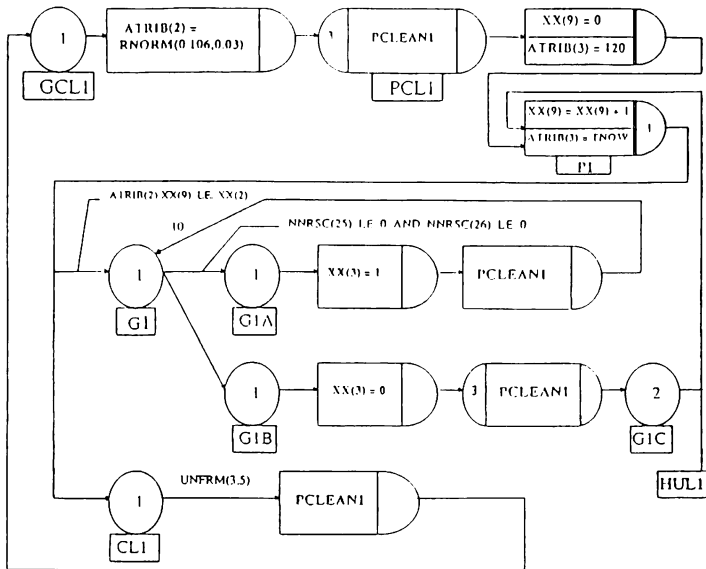 1
ATRIB(2) =
RNORM(0 106,0.03)
3
PCLEAN1
XX(9) = 0
ATRIB(3) = 120
GCL1
PCL1
XX(9) = XX(9) + 1
ATRIB(3) = TNOW
1
P1
ATRIB(2) XX(9) LE XX(2)
10
NNRSC(25) LE 0 AND NNRSC(26) LE 0
1
1
XX(3) = 1
PCLEAN1
G1
G1A
1
XX(3) = 0
3
PCLEAN1
2
G1B
G1C
UNFRM(3,5)
HUL1
1
PCLEAN1
CL1